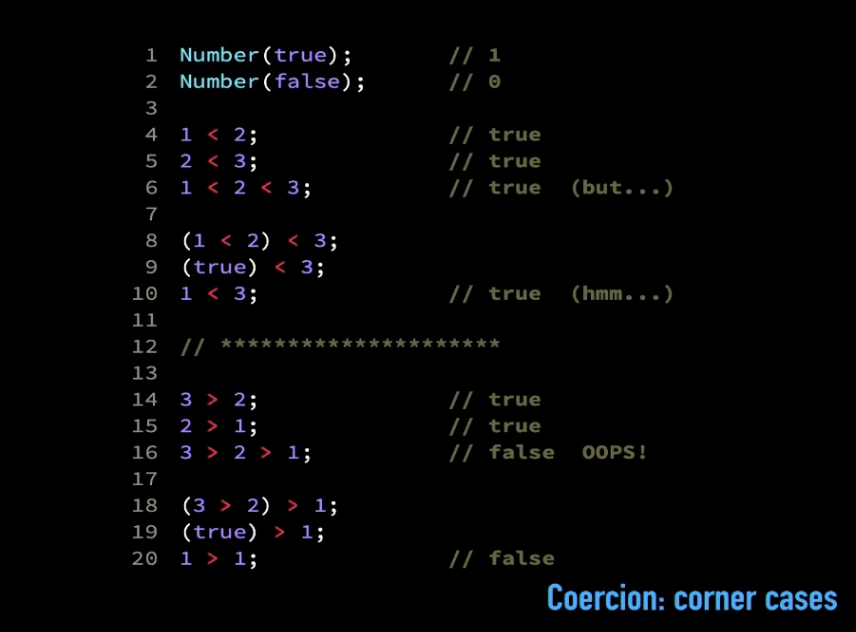 1 Number(true); // 1
2 Number(false); // 0
3
4 1 < 2; // true
5 2 < 3; // true
6 1 < 2 < 3; // true (but...)
7
8 (1 < 2) < 3;
9 (true) < 3;
10 1 < 3; // true (hmm...)
11
12 // *********************
13
14 3 > 2; // true
15 2 > 1; // true
16 3 > 2 > 1; // false OOPS!
17
18 (3 > 2) > 1;
19 (true) > 1;
20 1 > 1; // false
Coercion: corner cases